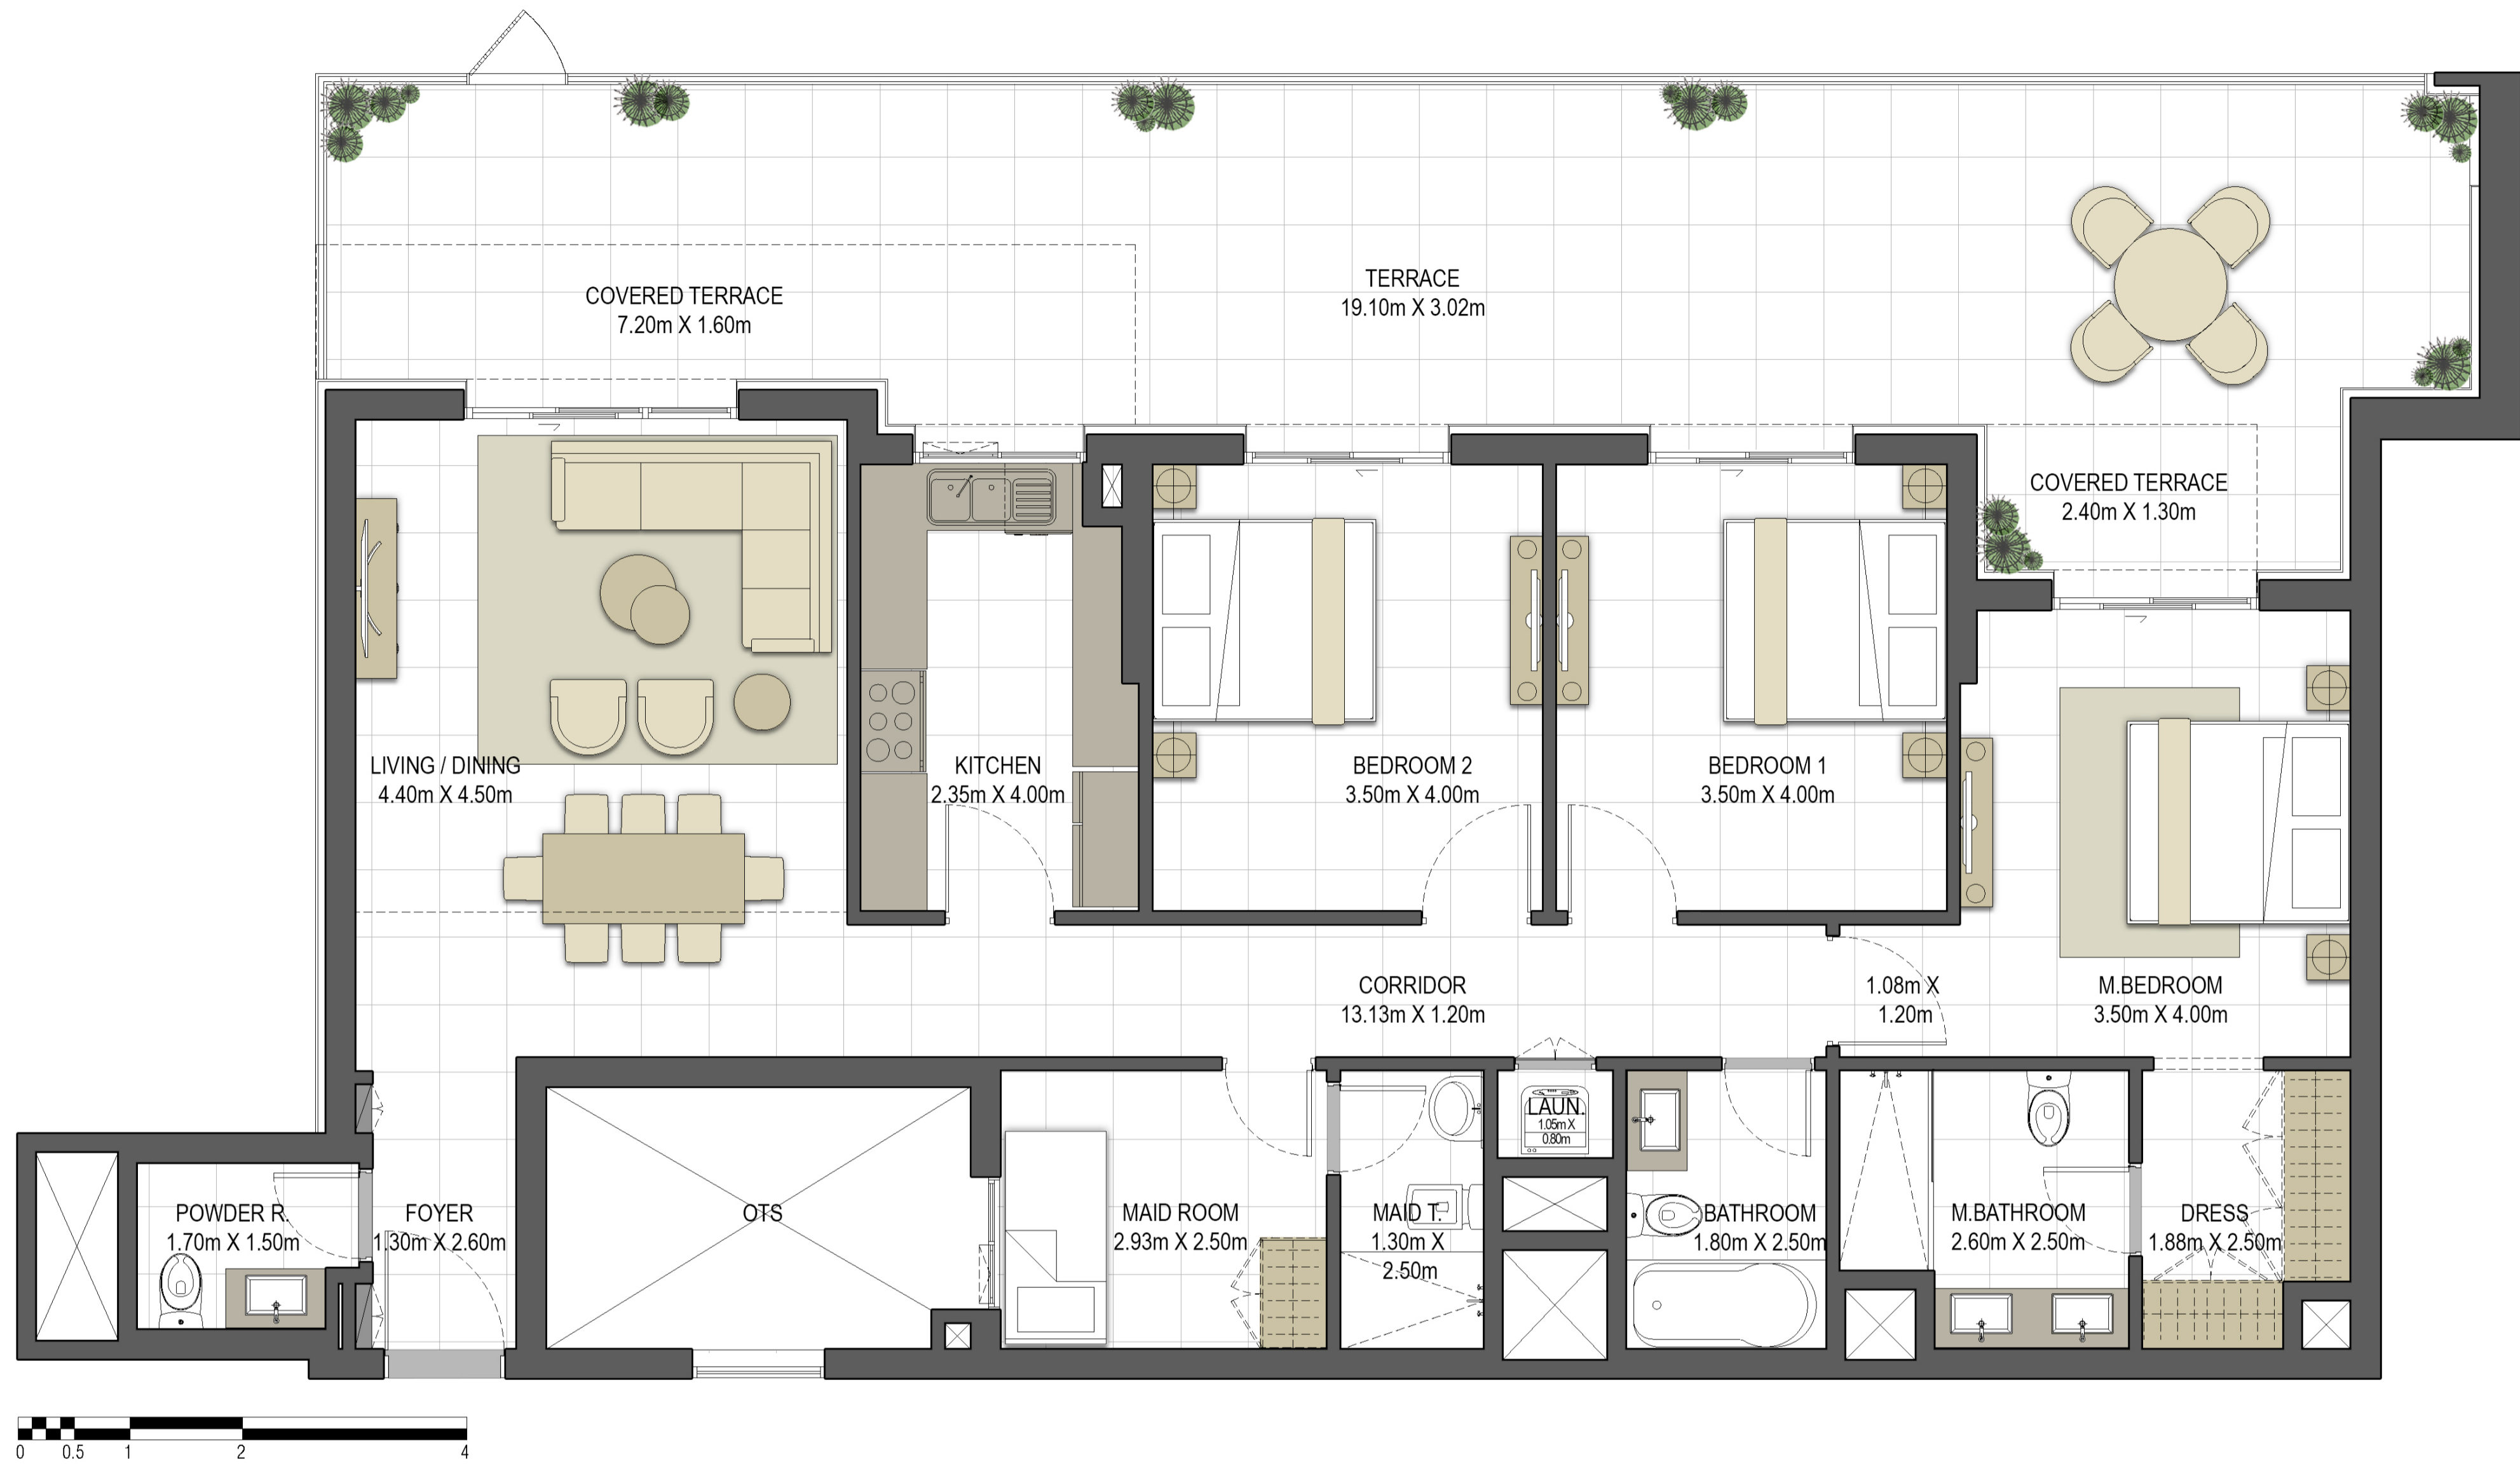 TERRACE
19.10m X 3.02m
COVERED TERRACE
7.20m X 1.60m
COVERED TERRACE
2.40m X 1.30m
LIVING / DINING
4.40m X 4.50m
KITCHEN
2.35m X 4.00m
BEDROOM 2
3.50m X 4.00m
BEDROOM 1
3.50m X 4.00m
CORRIDOR
13.13m X 1.20m
1.08m X
1.20m
M.BEDROOM
3.50m X 4.00m
LAUN.
1.05m X
0.80m
POWDER R.
1.70m X 1.50m
FOYER
1.30m X 2.60m
OTS
MAID ROOM
2.93m X 2.50m
MAID T.
1.30m X
2.50m
BATHROOM
1.80m X 2.50m
M.BATHROOM
2.60m X 2.50m
DRESS
1.88m X 2.50m
0 0.5 1 2 4